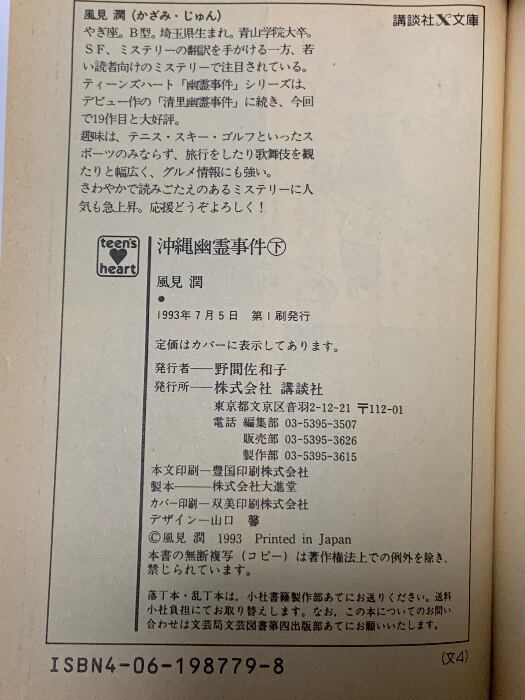 風見 潤（かざみ・じゅん）
やぎ座。B型。埼玉県生まれ。青山学院大卒。
SF、ミステリーの翻訳を手がける一方、若
い読者向けのミステリーで注目されている。
ティーンズハート「幽霊事件」シリーズは、
デビュー作の「清里幽霊事件」に続き、今回
で19作目と大好評。
趣味は、テニス・スキー・ゴルフといったス
ポーツのみならず、旅行をしたり歌舞伎を観
たりと幅広く、グルメ情報にも強い。
さわやかで読みごたえのあるミステリーに人
気も急上昇。応援どうぞよろしく！
講談社X文庫
teen's
heart
沖縄幽霊事件下
風見 潤
●
1993年7月5日 第1刷発行
定価はカバーに表示してあります。
発行者――野間佐和子
発行所――株式会社 講談社
東京都文京区音羽2-12-21 〒112-01
電話 編集部 03-5395-3507
販売部 03-5395-3626
製作部 03-5395-3615
本文印刷―豊国印刷株式会社
製本―――株式会社大進堂
カバー印刷―双美印刷株式会社
デザイン―山口 馨
©風見 潤 1993 Printed in Japan
本書の無断複写（コピー）は著作権法上での例外を除き、
禁じられています。
落丁本・乱丁本は、小社書籍製作部あてにお送りください。送料
小社負担にてお取り替えします。なお、この本についてのお問い
合わせは文芸局文芸図書第四出版部あてにお願いいたします。
ISBN4-06-198779-8
(文4)